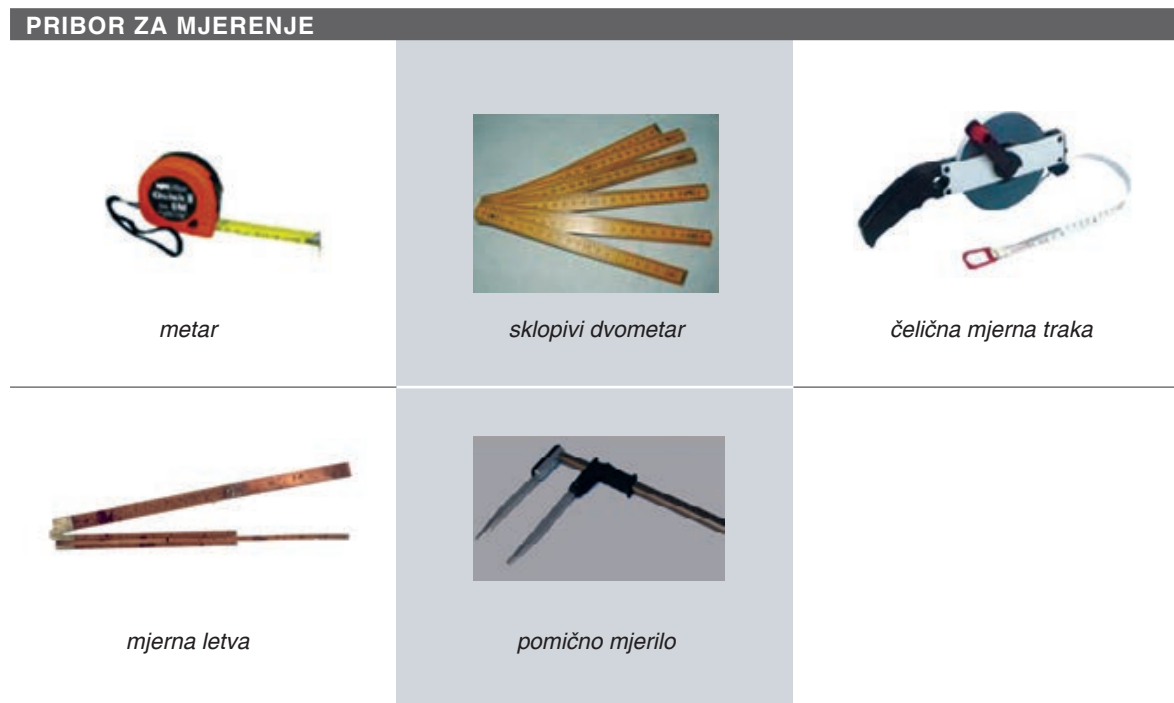 PRIBOR ZA MJERENJE
metar
sklopivi dvometar
čelična mjerna traka
mjerna letva
pomično mjerilo